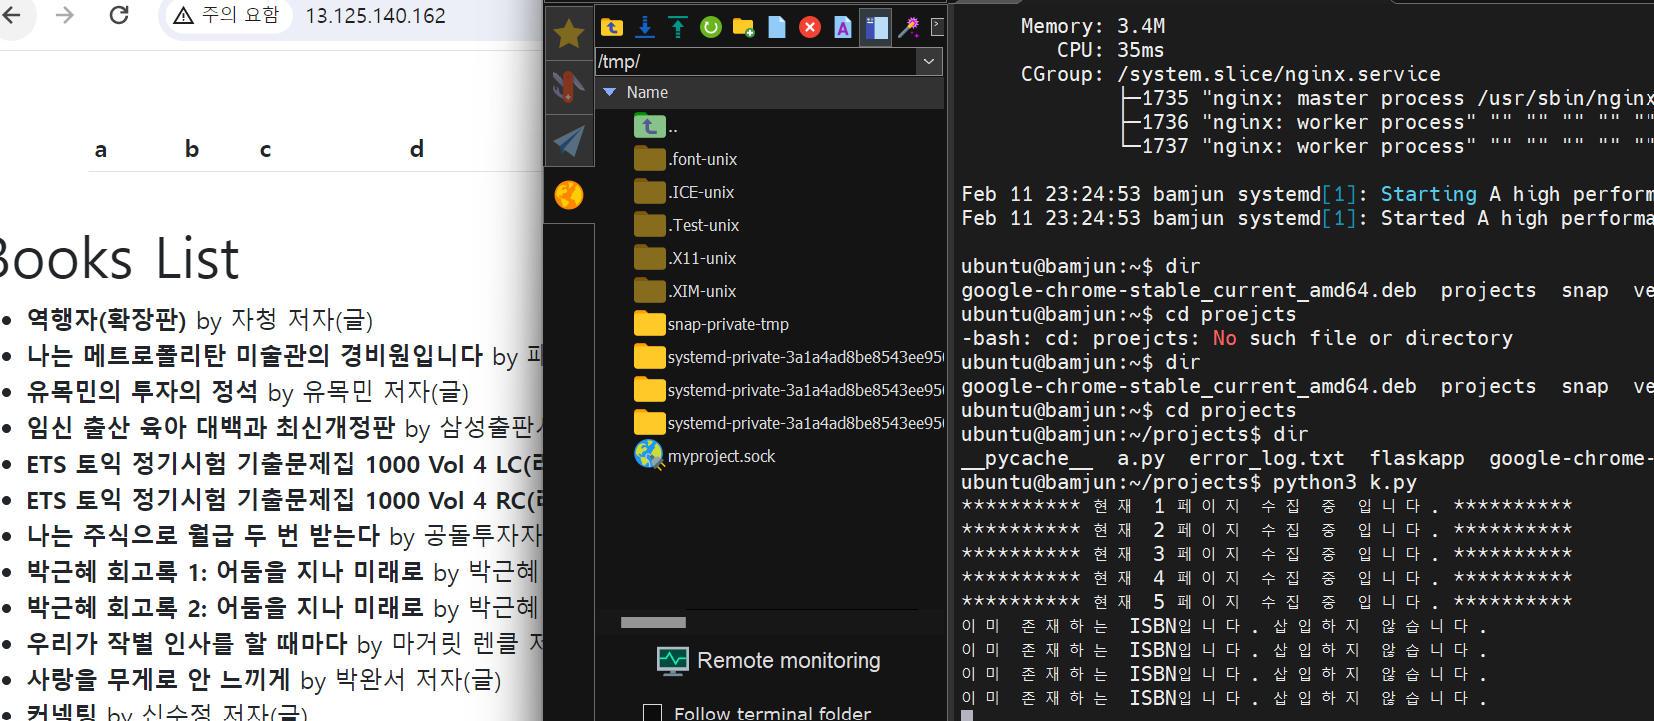 주의 요함
13.125.140.162
a b c d
Books List
역행자(확장판) by 자청 저자(글)
나는 메트로폴리탄 미술관의 경비원입니다 by
유목민의 투자의 정석 by 유목민 저자(글)
임신 출산 육아 대백과 최신개정판 by 삼성출판
ETS 토익 정기시험 기출문제집 1000 Vol 4 LC(
ETS 토익 정기시험 기출문제집 1000 Vol 4 RC(
나는 주식으로 월급 두 번 받는다 by 공돌투자자
박근혜 회고록 1: 어둠을 지나 미래로 by 박근혜
박근혜 회고록 2: 어둠을 지나 미래로 by 박근혜
우리가 작별 인사를 할 때마다 by 마거릿 렌클 저
사랑을 무게로 안 느끼게 by 박완서 저자(글)
커넥팅 by 신수정 저자(글)
/tmp/
Name
..
.font-unix
.ICE-unix
.Test-unix
.X11-unix
.XIM-unix
snap-private-tmp
systemd-private-3a1a4ad8be8543ee950
systemd-private-3a1a4ad8be8543ee950
systemd-private-3a1a4ad8be8543ee950
myproject.sock
Remote monitoring
Follow terminal folder
Memory: 3.4M
CPU: 35ms
CGroup: /system.slice/nginx.service
├─1735 "nginx: master process /usr/sbin/nginx
├─1736 "nginx: worker process" "" "" "" "" ""
└─1737 "nginx: worker process" "" "" "" "" ""
Feb 11 23:24:53 bamjun systemd[1]: Starting A high perform
Feb 11 23:24:53 bamjun systemd[1]: Started A high performa
ubuntu@bamjun:~$ dir
google-chrome-stable_current_amd64.deb projects snap ve
ubuntu@bamjun:~$ cd proejcts
-bash: cd: proejcts: No such file or directory
ubuntu@bamjun:~$ dir
google-chrome-stable_current_amd64.deb projects snap ve
ubuntu@bamjun:~$ cd projects
ubuntu@bamjun:~/projects$ dir
__pycache__ a.py error_log.txt flaskapp google-chrome-
ubuntu@bamjun:~/projects$ python3 k.py
********** 현재 1 페이지 수집 중 입니다. **********
********** 현재 2 페이지 수집 중 입니다. **********
********** 현재 3 페이지 수집 중 입니다. **********
********** 현재 4 페이지 수집 중 입니다. **********
********** 현재 5 페이지 수집 중 입니다. **********
이미 존재하는 ISBN입니다. 삽입하지 않습니다.
이미 존재하는 ISBN입니다. 삽입하지 않습니다.
이미 존재하는 ISBN입니다. 삽입하지 않습니다.
이미 존재하는 ISBN입니다. 삽입하지 않습니다.